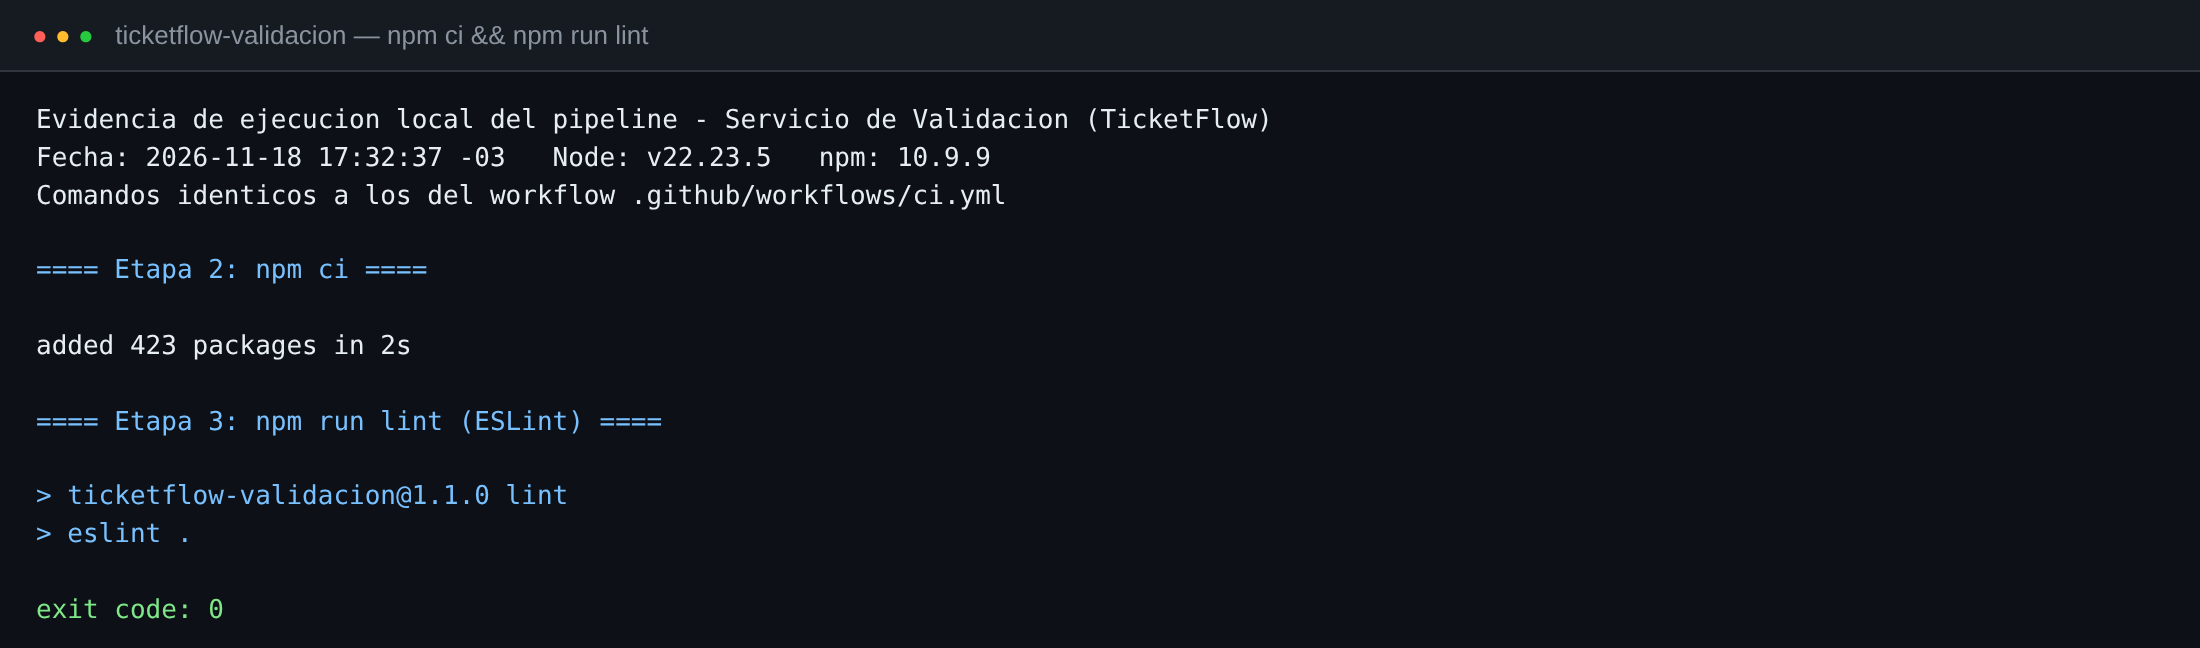 ticketflow-validacion — npm ci && npm run lint
Evidencia de ejecucion local del pipeline - Servicio de Validacion (TicketFlow)
Fecha: 2026-11-18 17:32:37 -03   Node: v22.23.5   npm: 10.9.9
Comandos identicos a los del workflow .github/workflows/ci.yml
==== Etapa 2: npm ci ====
added 423 packages in 2s
==== Etapa 3: npm run lint (ESLint) ====
> ticketflow-validacion@1.1.0 lint
> eslint .
exit code: 0